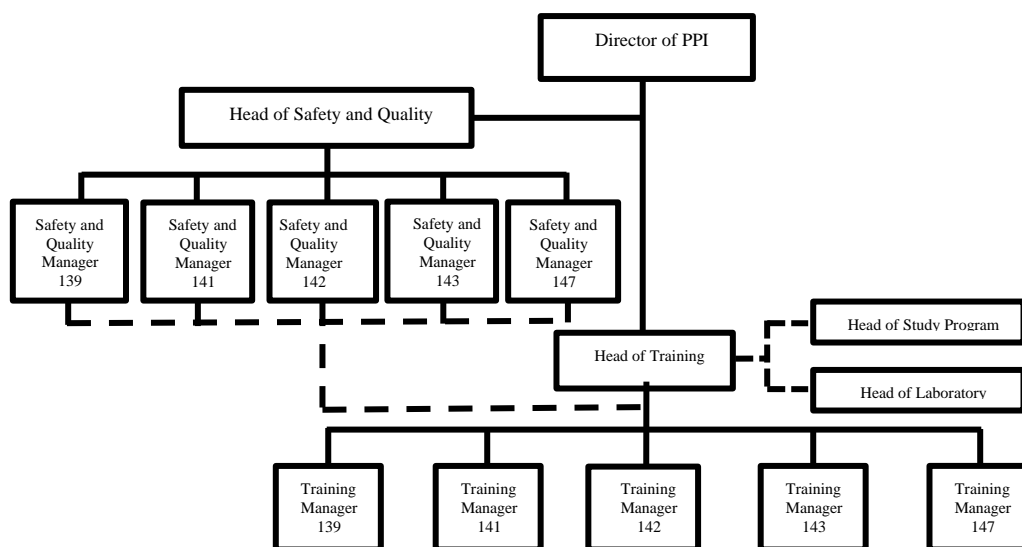 Director of PPI
Head of Safety and Quality
Safety and
Quality
Manager
139
Safety and
Quality
Manager
141
Safety and
Quality
Manager
142
Safety and
Quality
Manager
143
Safety and
Quality
Manager
147
Head of Study Program
Head of Training
Head of Laboratory
Training
Manager
139
Training
Manager
141
Training
Manager
142
Training
Manager
143
Training
Manager
147